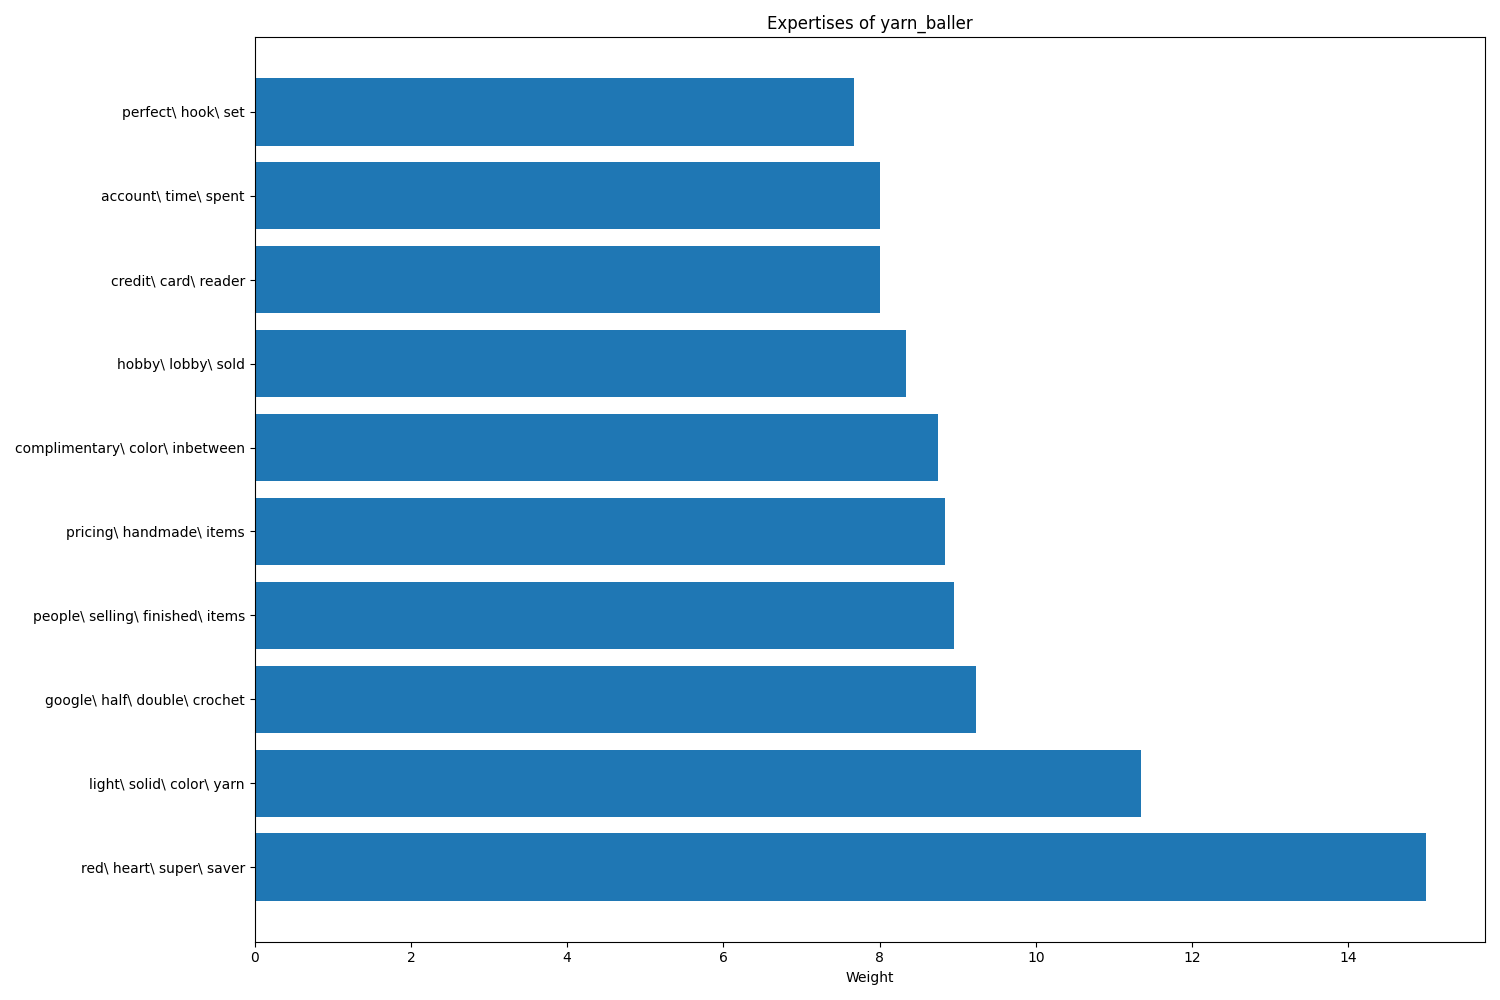 Expertises of yarn_baller
perfect\ hook\ set
account\ time\ spent
credit\ card\ reader
hobby\ lobby\ sold
complimentary\ color\ inbetween
pricing\ handmade\ items
people\ selling\ finished\ items
google\ half\ double\ crochet
light\ solid\ color\ yarn
red\ heart\ super\ saver
0 2 4 6 8 10 12 14
Weight